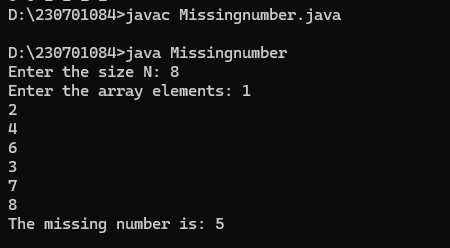 D:\230701084>javac Missingnumber.java
D:\230701084>java Missingnumber
Enter the size N: 8
Enter the array elements: 1
2
4
6
3
7
8
The missing number is: 5